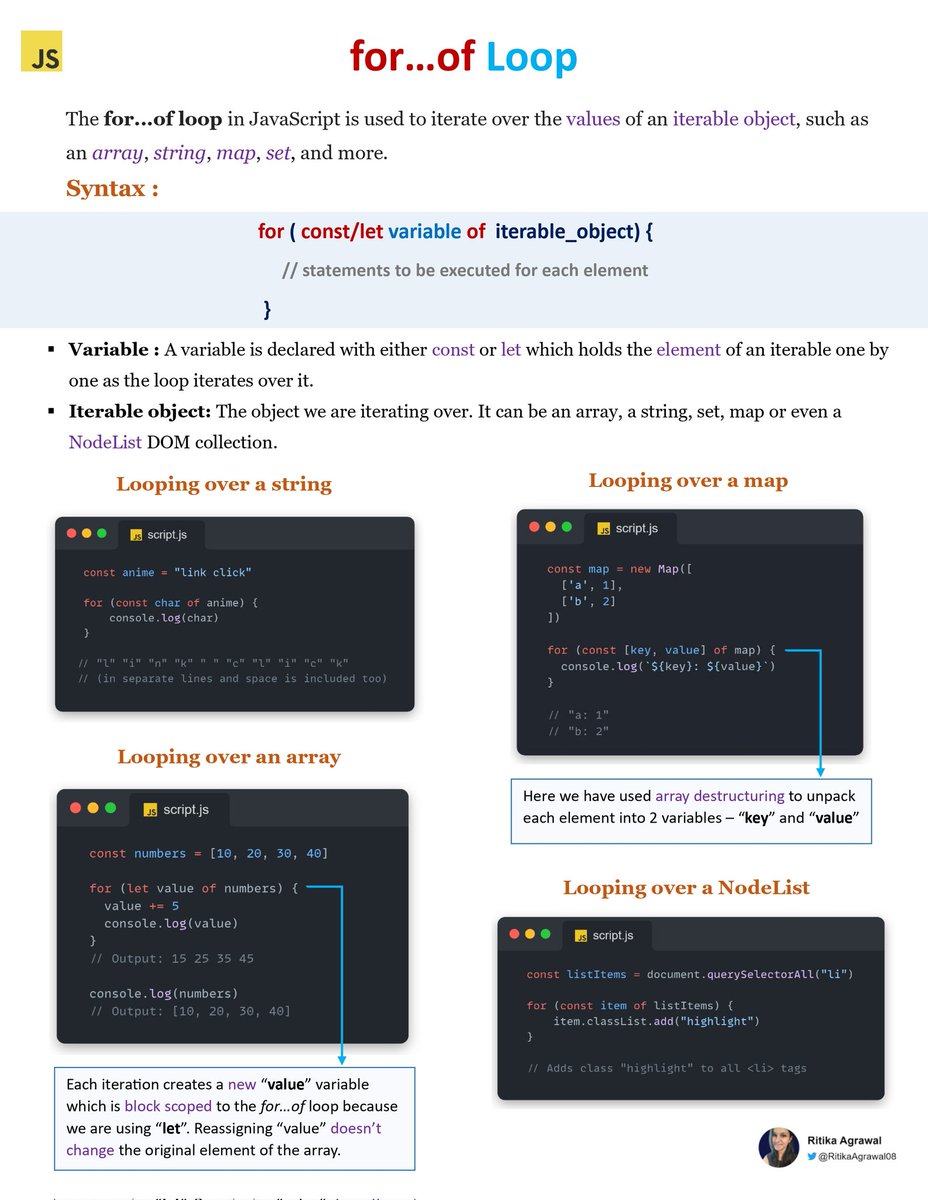 JS
for...of Loop
The for...of loop in JavaScript is used to iterate over the values of an iterable object, such as
an array, string, map, set, and more.
Syntax :
for ( const/let variable of iterable_object) {
// statements to be executed for each element
}
▪ Variable : A variable is declared with either const or let which holds the element of an iterable one by
one as the loop iterates over it.
▪ Iterable object: The object we are iterating over. It can be an array, a string, set, map or even a
NodeList DOM collection.
Looping over a string
JS script.js
const anime = "link click"
for (const char of anime) {
console.log(char)
}
// "l" "i" "n" "k" " " "c" "l" "i" "c" "k"
// (in separate lines and space is included too)
Looping over an array
JS script.js
const numbers = [10, 20, 30, 40]
for (let value of numbers) {
value += 5
console.log(value)
}
// Output: 15 25 35 45
console.log(numbers)
// Output: [10, 20, 30, 40]
Each iteration creates a new “value” variable
which is block scoped to the for...of loop because
we are using “let”. Reassigning “value” doesn’t
change the original element of the array.
Looping over a map
JS script.js
const map = new Map([
['a', 1],
['b', 2]
])
for (const [key, value] of map) {
console.log(`${key}: ${value}`)
}
// "a: 1"
// "b: 2"
Here we have used array destructuring to unpack
each element into 2 variables – “key” and “value”
Looping over a NodeList
JS script.js
const listItems = document.querySelectorAll("li")
for (const item of listItems) {
item.classList.add("highlight")
}
// Adds class "highlight" to all <li> tags
Ritika Agrawal
@RitikaAgrawal08